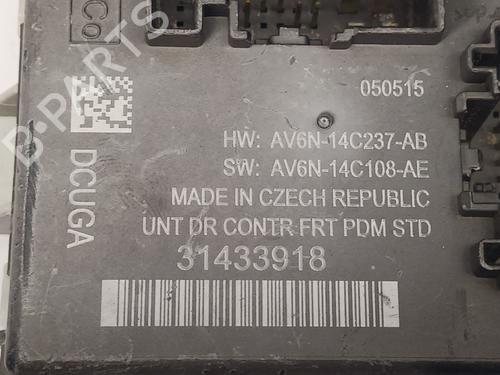 Co
050515
HW: AV6N-14C237-AB
SW: AV6N-14C108-AE
MADE IN CZECH REPUBLIC
UNT DR CONTR-FRT PDM STD
31433918
DCUGA
B-PARTS